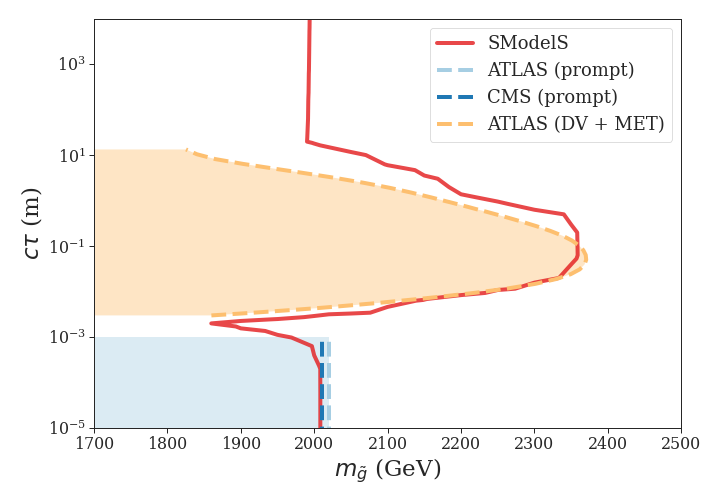 SModelS
ATLAS (prompt)
CMS (prompt)
ATLAS (DV + MET)
10³
10¹
10⁻¹
10⁻³
10⁻⁵
cτ (m)
1700 1800 1900 2000 2100 2200 2300 2400 2500
m_g̃ (GeV)